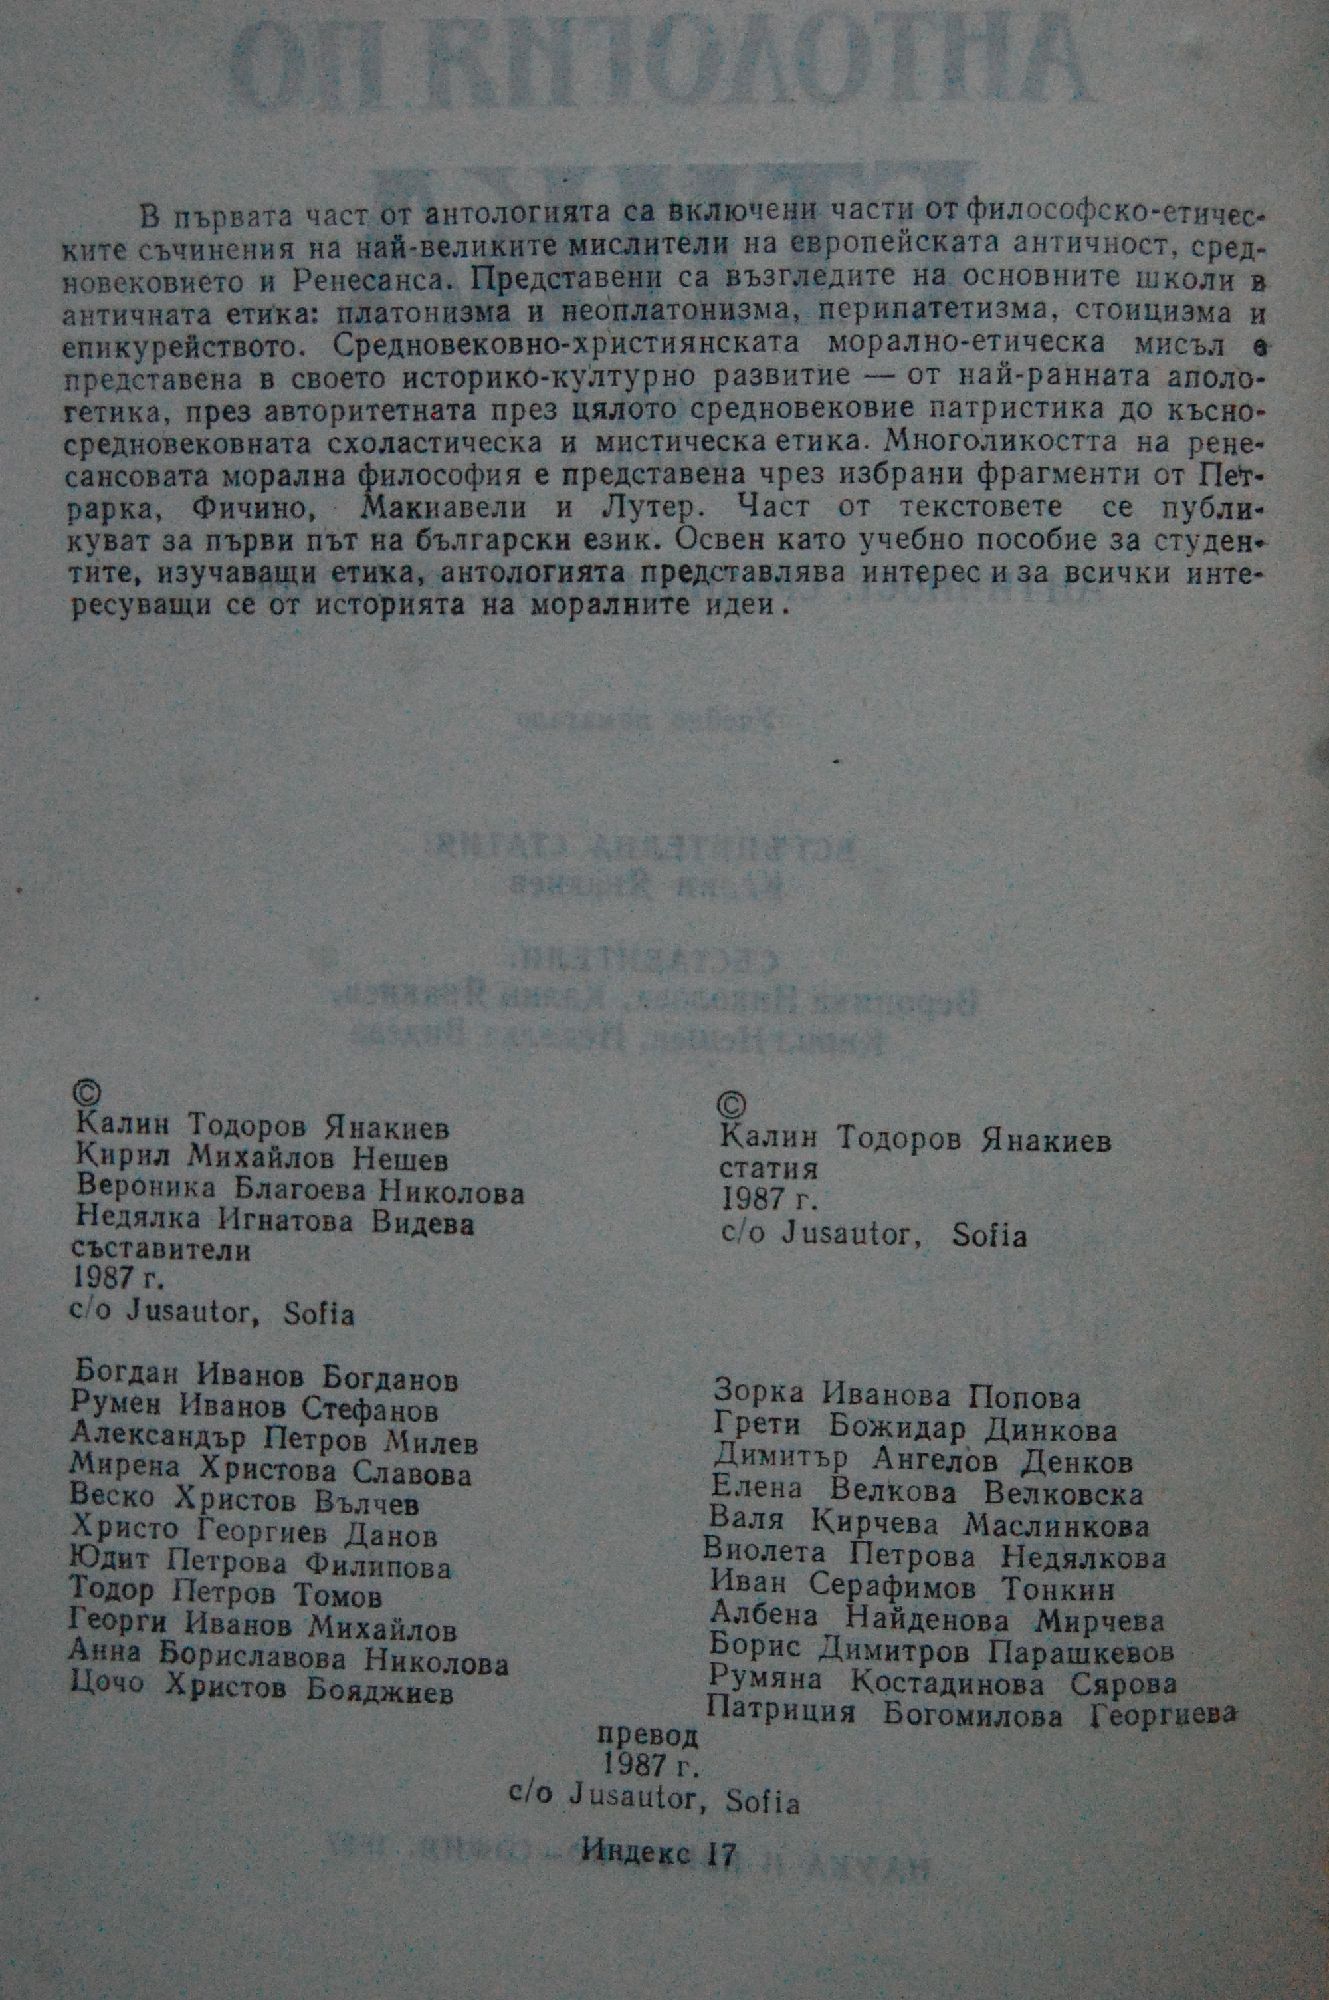 В първата част от антологията са включени части от философско-етичес-
ките съчинения на най-великите мислители на европейската античност, сред-
новековието и Ренесанса. Представени са възгледите на основните школи в
античната етика: платонизма и неоплатонизма, перипатетизма, стоицизма и
епикурейството. Средновековно-християнската морално-етическа мисъл е
представена в своето историко-културно развитие — от най-ранната аполо-
гетика, през авторитетната през цялото средновековие патристика до късно-
средновековната схоластическа и мистическа етика. Многоликостта на рене-
сансовата морална философия е представена чрез избрани фрагменти от Пет-
рарка, Фичино, Макиавели и Лутер. Част от текстовете се публи-
куват за първи път на български език. Освен като учебно пособие за студен-
тите, изучаващи етика, антологията представлява интерес и за всички инте-
ресуващи се от историята на моралните идеи.
©
Калин Тодоров Янакиев
Кирил Михайлов Нешев
Вероника Благоева Николова
Недялка Игнатова Видева
съставители
1987 г.
c/o Jusautor, Sofia
©
Калин Тодоров Янакиев
статия
1987 г.
c/o Jusautor, Sofia
Богдан Иванов Богданов
Румен Иванов Стефанов
Александър Петров Милев
Мирена Христова Славова
Веско Христов Вълчев
Христо Георгиев Данов
Юдит Петрова Филипова
Тодор Петров Томов
Георги Иванов Михайлов
Анна Бориславова Николова
Цочо Христов Бояджиев
Зорка Иванова Попова
Грети Божидар Динкова
Димитър Ангелов Денков
Елена Велкова Велковска
Валя Кирчева Маслинкова
Виолета Петрова Недялкова
Иван Серафимов Тонкин
Албена Найденова Мирчева
Борис Димитров Парашкевов
Румяна Костадинова Сярова
Патриция Богомилова Георгиева
превод
1987 г.
c/o Jusautor, Sofia
Индекс 17